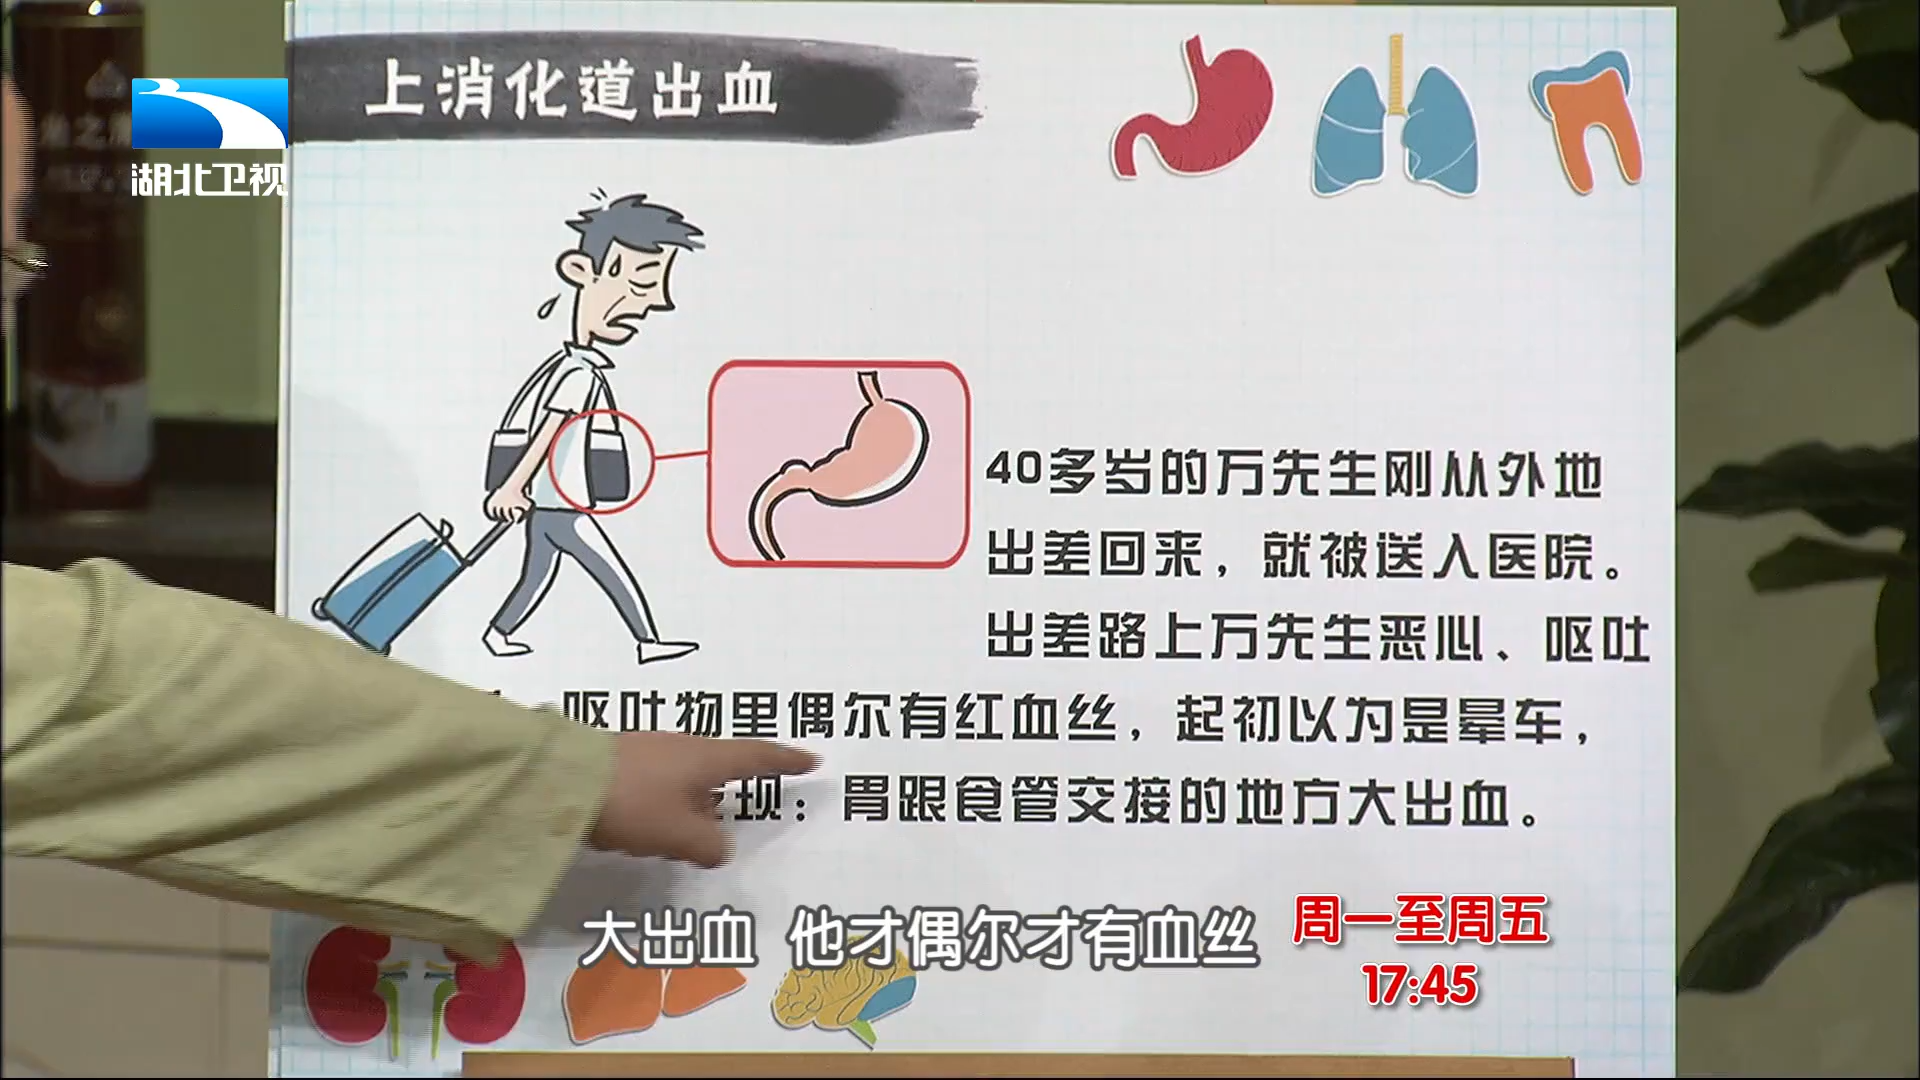 上消化道出血
湖北卫视
40多岁的万先生刚从外地
出差回来，就被送入医院。
出差路上万先生恶心、呕吐
呕吐物里偶尔有红血丝，起初以为是晕车，
现：胃跟食管交接的地方大出血。
大出血 他才偶尔才有血丝
周一至周五
17:45